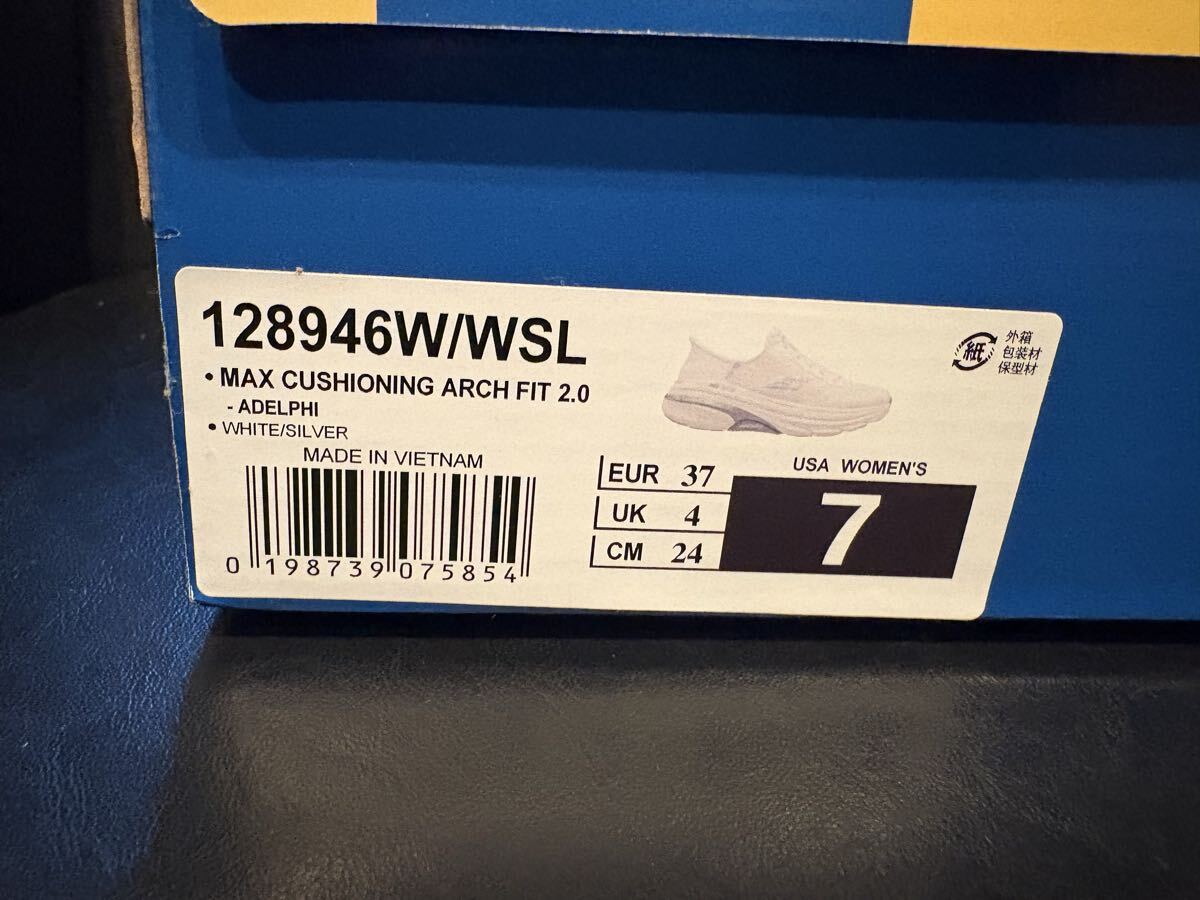 128946W/WSL
• MAX CUSHIONING ARCH FIT 2.0
- ADELPHI
• WHITE/SILVER
MADE IN VIETNAM
0 198739 075854
EUR 37
UK 4
CM 24
USA WOMEN'S
7
紙
外箱
包装材
保型材